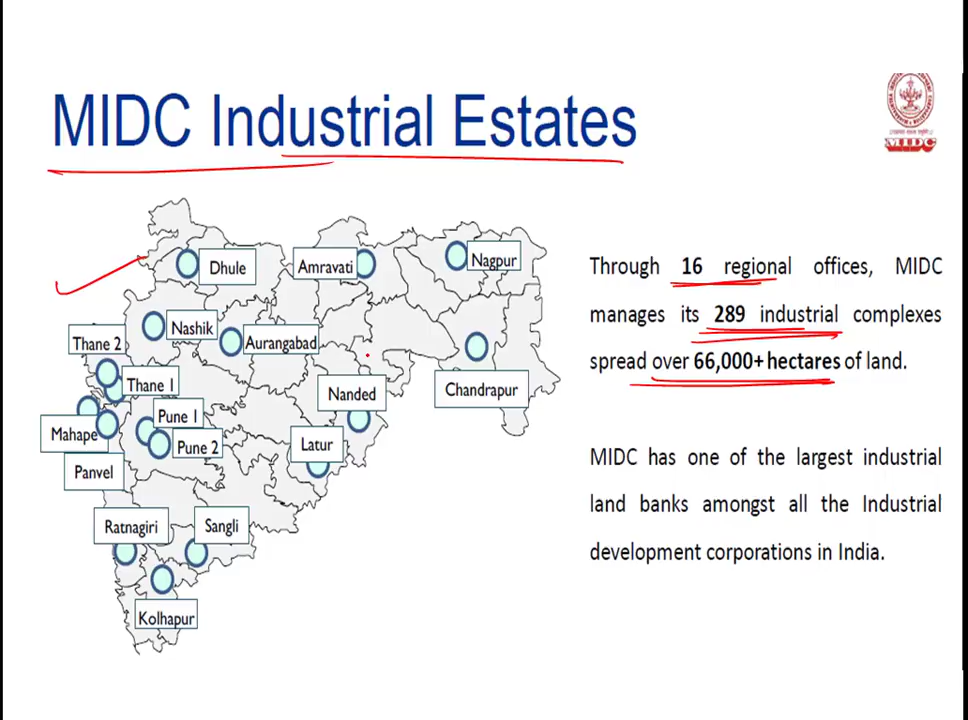 MIDC Industrial Estates
MIDC
Dhule
Amravati
Nagpur
Nashik
Aurangabad
Thane 2
Thane 1
Chandrapur
Nanded
Pune 1
Mahape
Pune 2
Latur
Panvel
Ratnagiri
Sangli
Kolhapur
Through 16 regional offices, MIDC
manages its 289 industrial complexes
spread over 66,000+ hectares of land.
MIDC has one of the largest industrial
land banks amongst all the Industrial
development corporations in India.